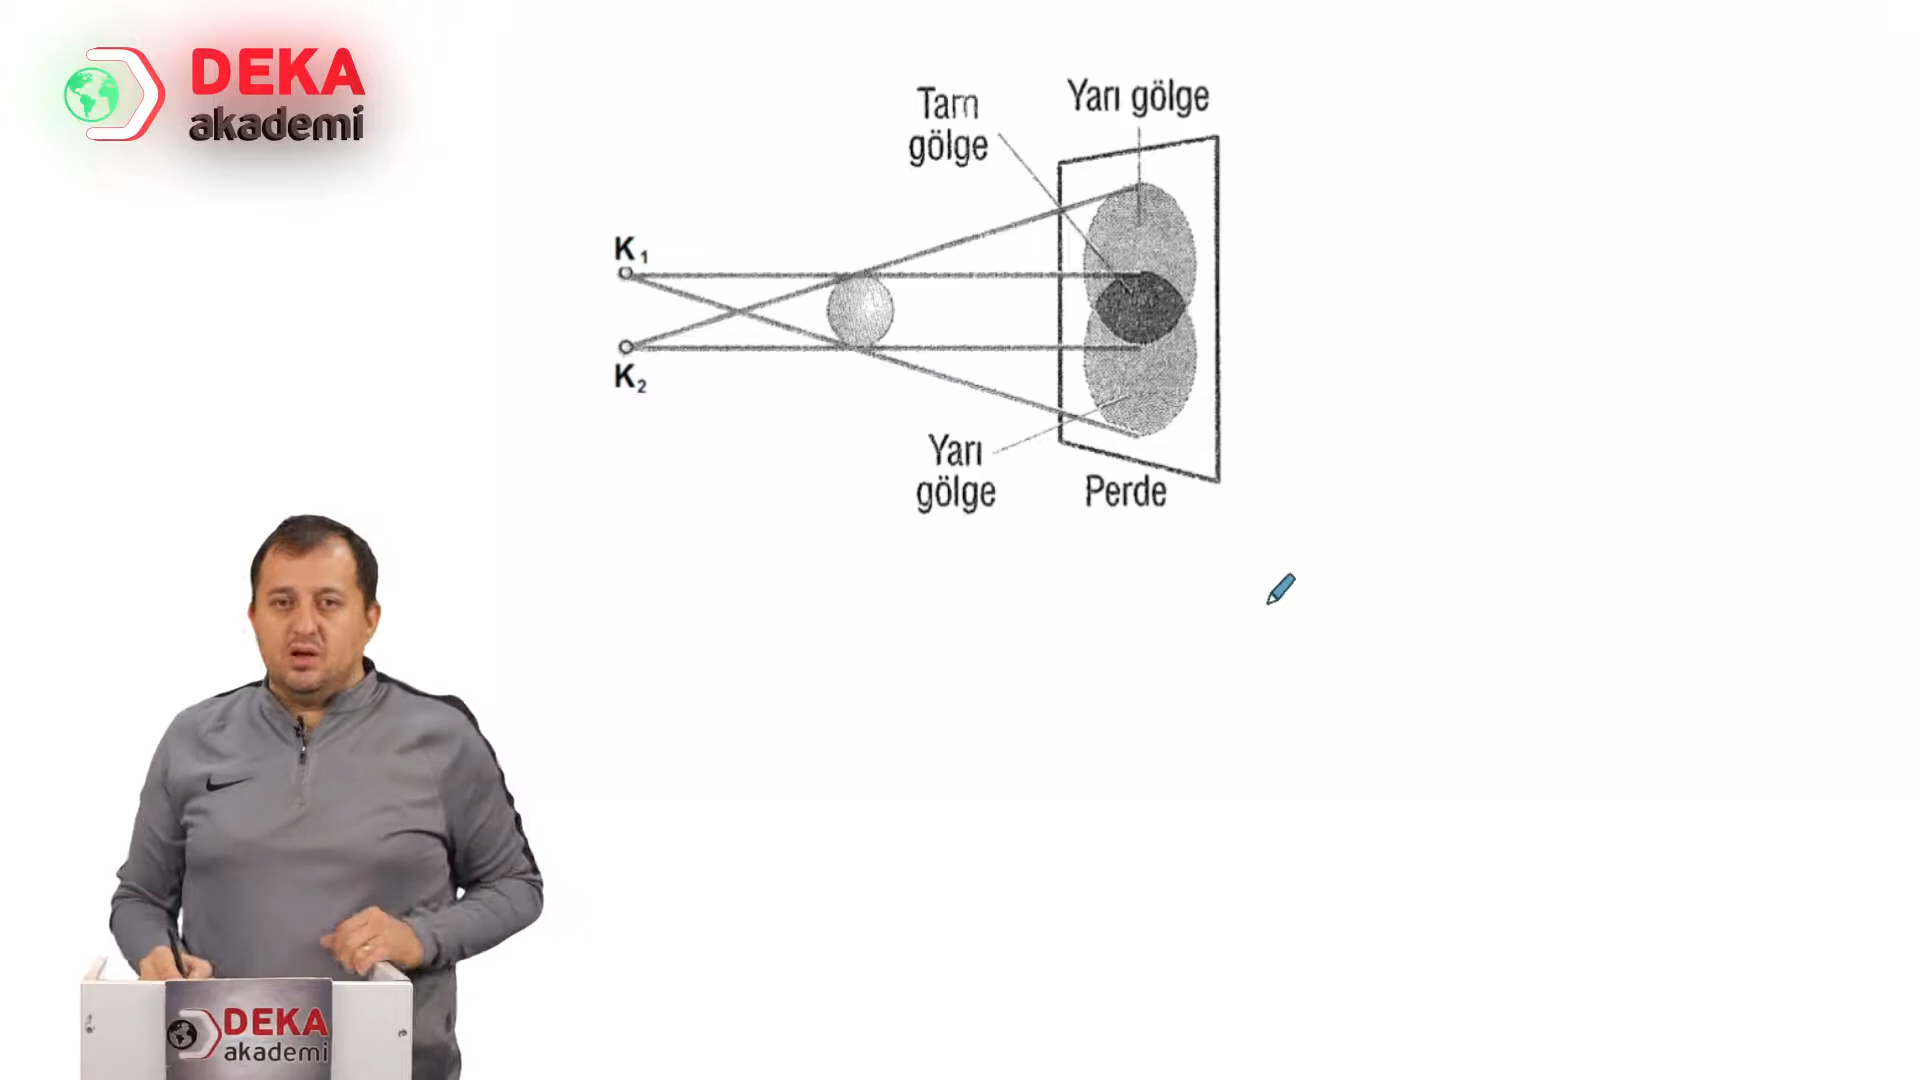 DEKA
akademi
Tam
gölge
Yarı gölge
K1
K2
Yarı
gölge
Perde
DEKA
akademi